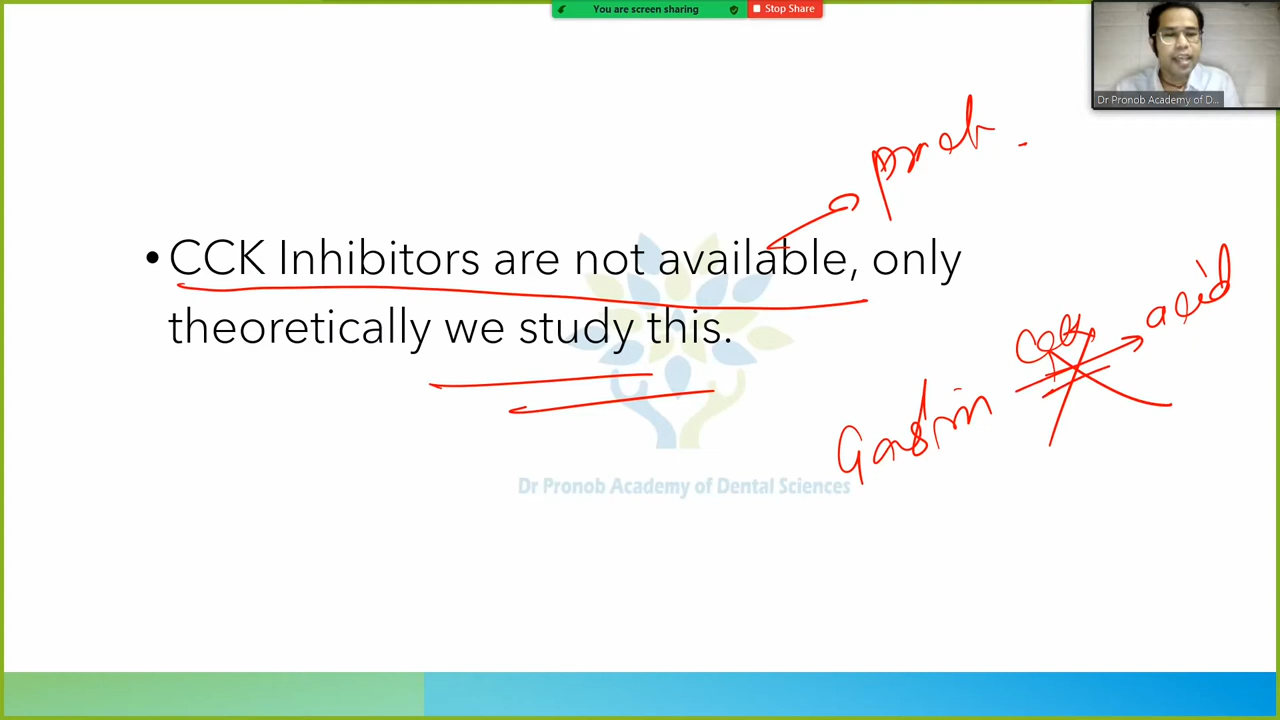 You are screen sharing Stop Share
Dr Pronob Academy of D...
• CCK Inhibitors are not available, only
theoretically we study this.
acid
Gastrin
Dr Pronob Academy of Dental Sciences